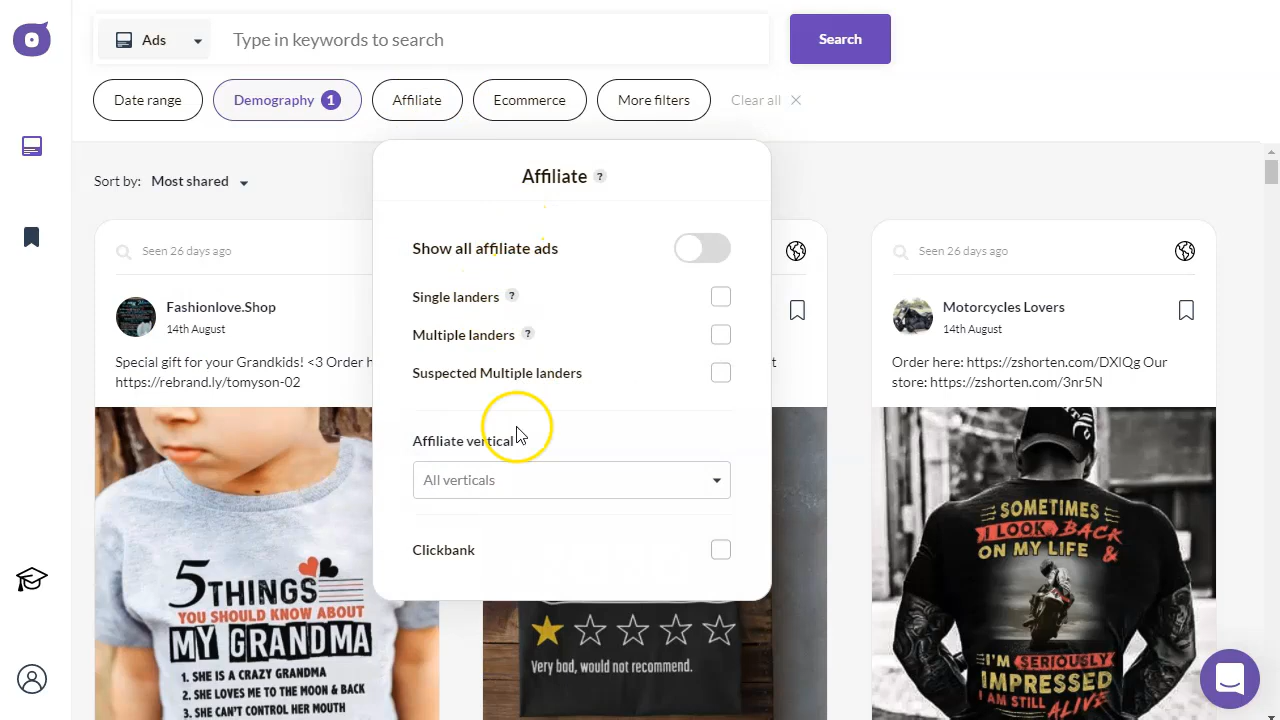 Ads
Type in keywords to search
Search
Date range
Demography 1
Affiliate
Ecommerce
More filters
Clear all
Sort by: Most shared
Affiliate ?
Show all affiliate ads
Single landers ?
Multiple landers ?
Suspected Multiple landers
Affiliate vertical
All verticals
Clickbank
Seen 26 days ago
Fashionlove.Shop
14th August
Special gift for your Grandkids! <3 Order h
https://rebrand.ly/tomyson-02
5 THINGS
YOU SHOULD KNOW ABOUT
MY GRANDMA
1. SHE IS A CRAZY GRANDMA
2. SHE LOVES ME TO THE MOON & BACK
3. SHE CAN'T CONTROL HER MOUTH
t
Very bad, would not recommend.
Seen 26 days ago
Motorcycles Lovers
14th August
Order here: https://zshorten.com/DXlQg Our
store: https://zshorten.com/3nr5N
SOMETIMES
I LOOK BACK
ON MY LIFE &
I'M SERIOUSLY
IMPRESSED
I AM STILL
ALIVE